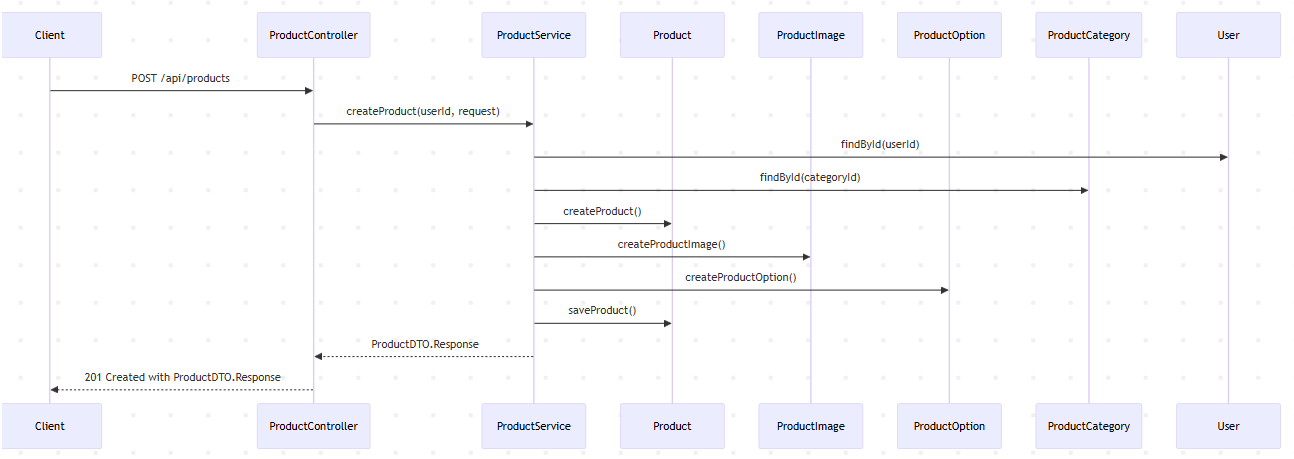 Client
ProductController
ProductService
Product
ProductImage
ProductOption
ProductCategory
User
POST /api/products
createProduct(userId, request)
findById(userId)
findById(categoryId)
createProduct()
createProductImage()
createProductOption()
saveProduct()
ProductDTO.Response
201 Created with ProductDTO.Response
Client
ProductController
ProductService
Product
ProductImage
ProductOption
ProductCategory
User